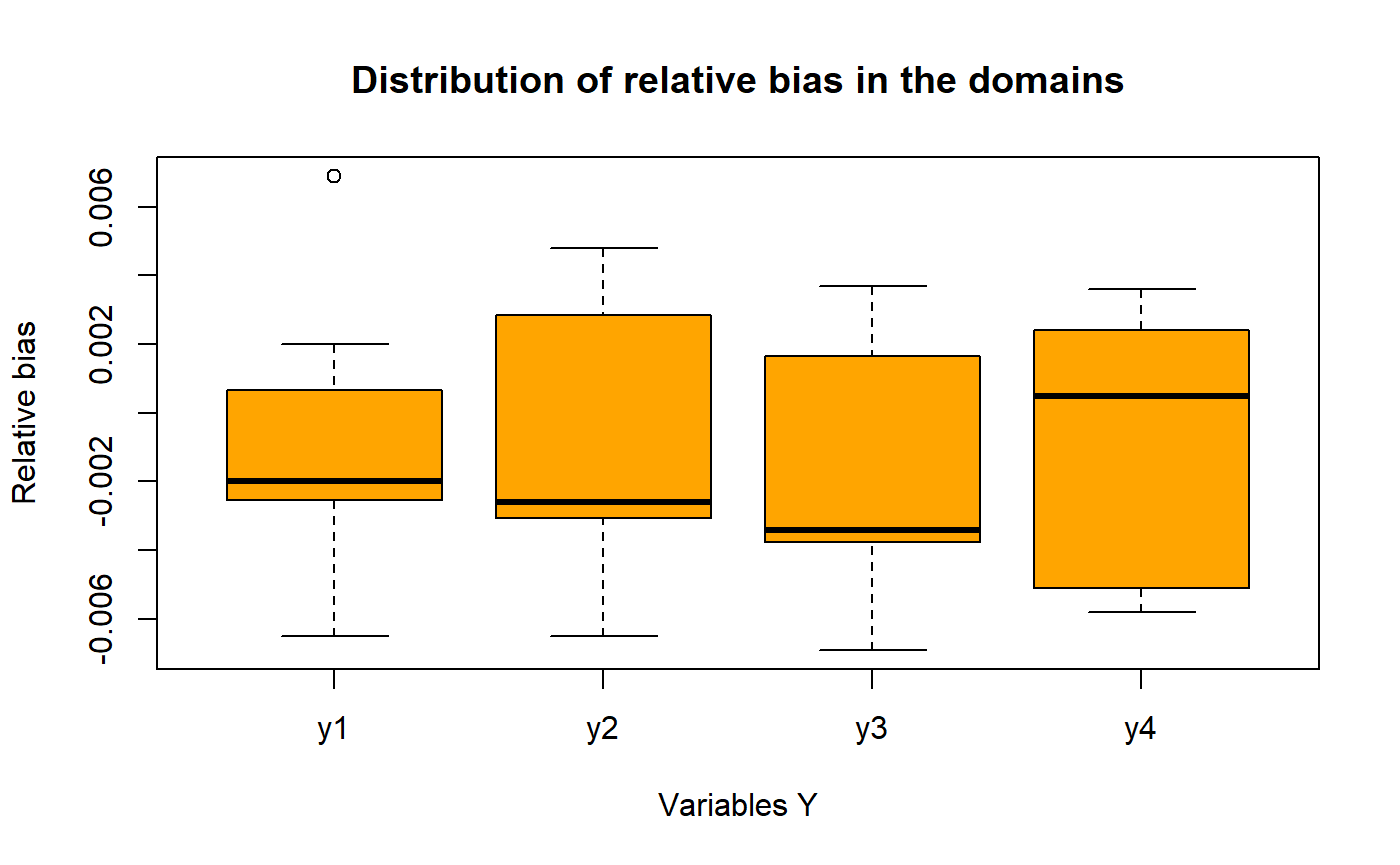 Distribution of relative bias in the domains
0.006
0.002
-0.002
-0.006
Relative bias
y1 y2 y3 y4
Variables Y